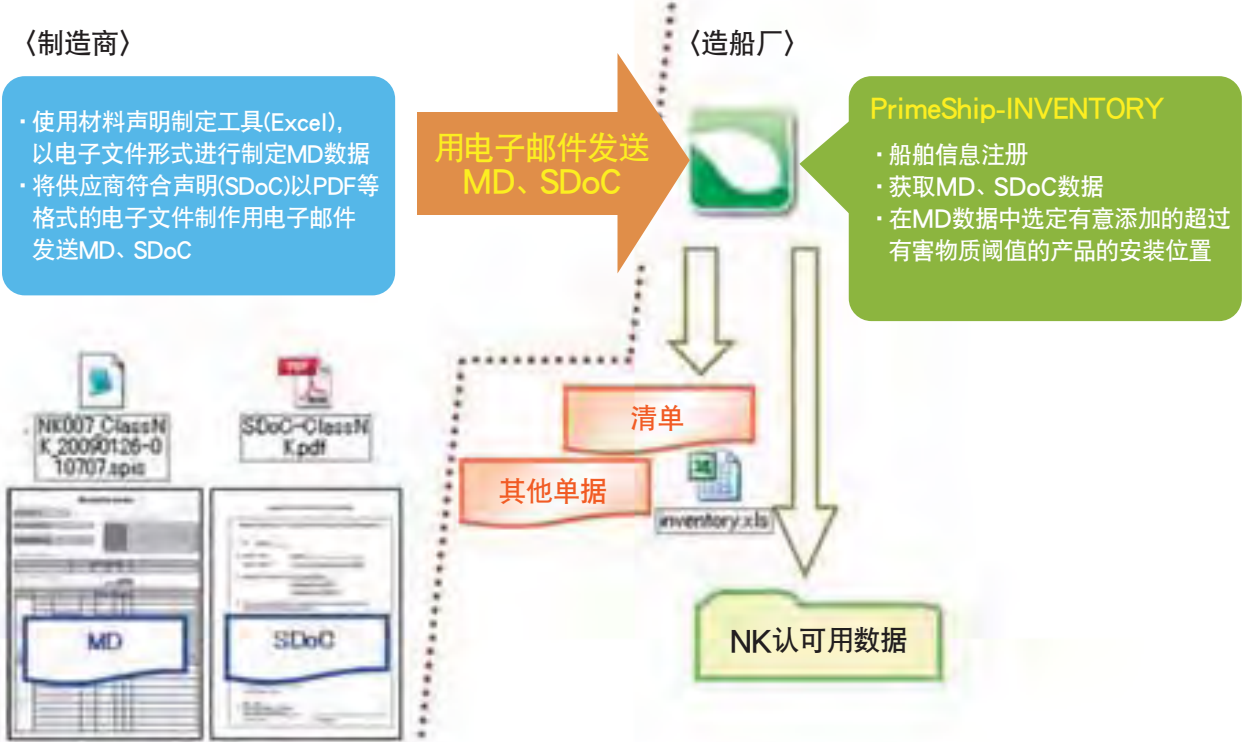 〈制造商〉
· 使用材料声明制定工具(Excel),
以电子文件形式进行制定MD数据
· 将供应商符合声明(SDoC)以PDF等
格式的电子文件制作用电子邮件
发送MD、SDoC
用电子邮件发送
MD、SDoC
〈造船厂〉
PrimeShip-INVENTORY
· 船舶信息注册
· 获取MD、SDoC数据
· 在MD数据中选定有意添加的超过
有害物质阈值的产品的安装位置
NK007_ClassN
K_20090126-0
10707.spis
PDF
SDoC-ClassN
K.pdf
MD
SDoC
清单
其他单据
inventory.xls
NK认可用数据